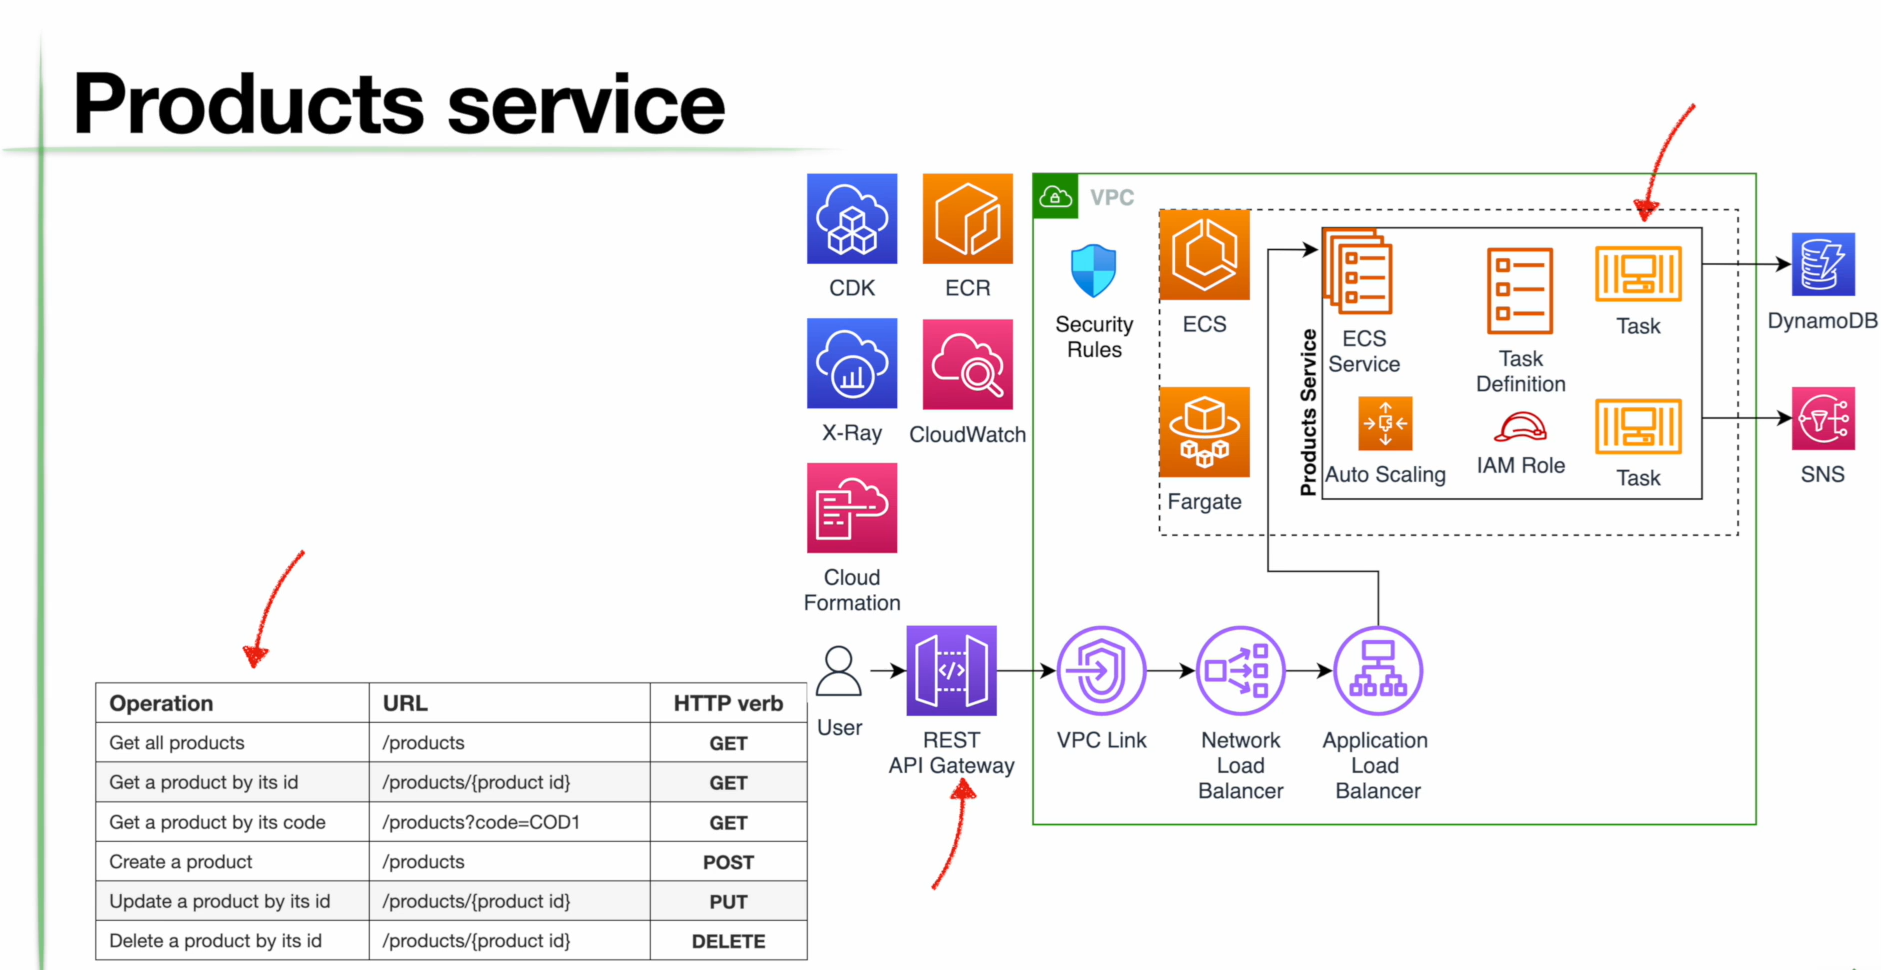 Products service
CDK
ECR
X-Ray
CloudWatch
Cloud
Formation
User
REST
API Gateway
VPC
Security
Rules
ECS
Fargate
Products Service
ECS
Service
Task
Definition
Task
Auto Scaling
IAM Role
Task
DynamoDB
SNS
VPC Link
Network
Load
Balancer
Application
Load
Balancer
Operation URL HTTP verb
Get all products /products GET
Get a product by its id /products/{product id} GET
Get a product by its code /products?code=COD1 GET
Create a product /products POST
Update a product by its id /products/{product id} PUT
Delete a product by its id /products/{product id} DELETE